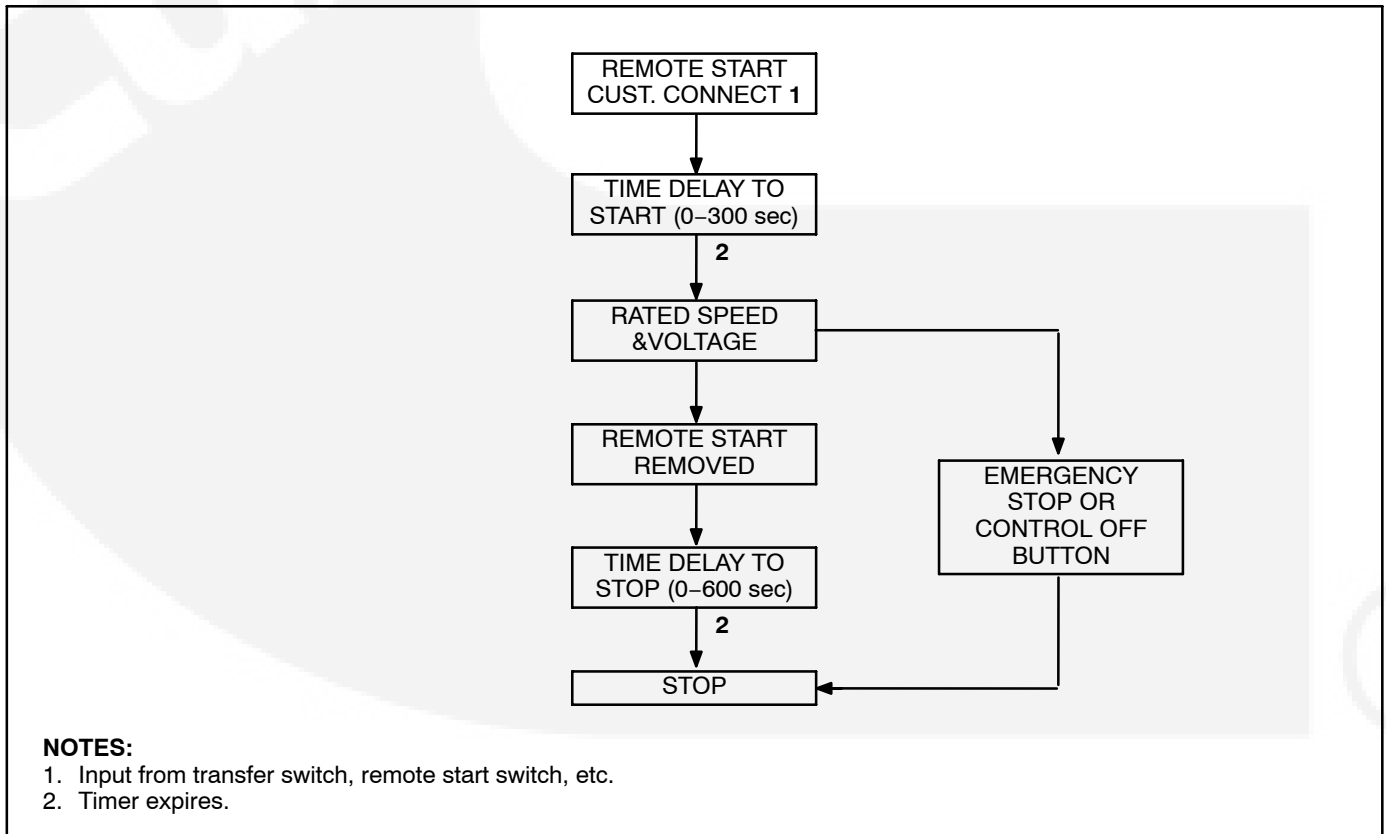 REMOTE START
CUST. CONNECT 1
TIME DELAY TO
START (0−300 sec)
2
RATED SPEED
&VOLTAGE
REMOTE START
REMOVED
EMERGENCY
STOP OR
CONTROL OFF
BUTTON
TIME DELAY TO
STOP (0−600 sec)
2
STOP
NOTES:
1. Input from transfer switch, remote start switch, etc.
2. Timer expires.